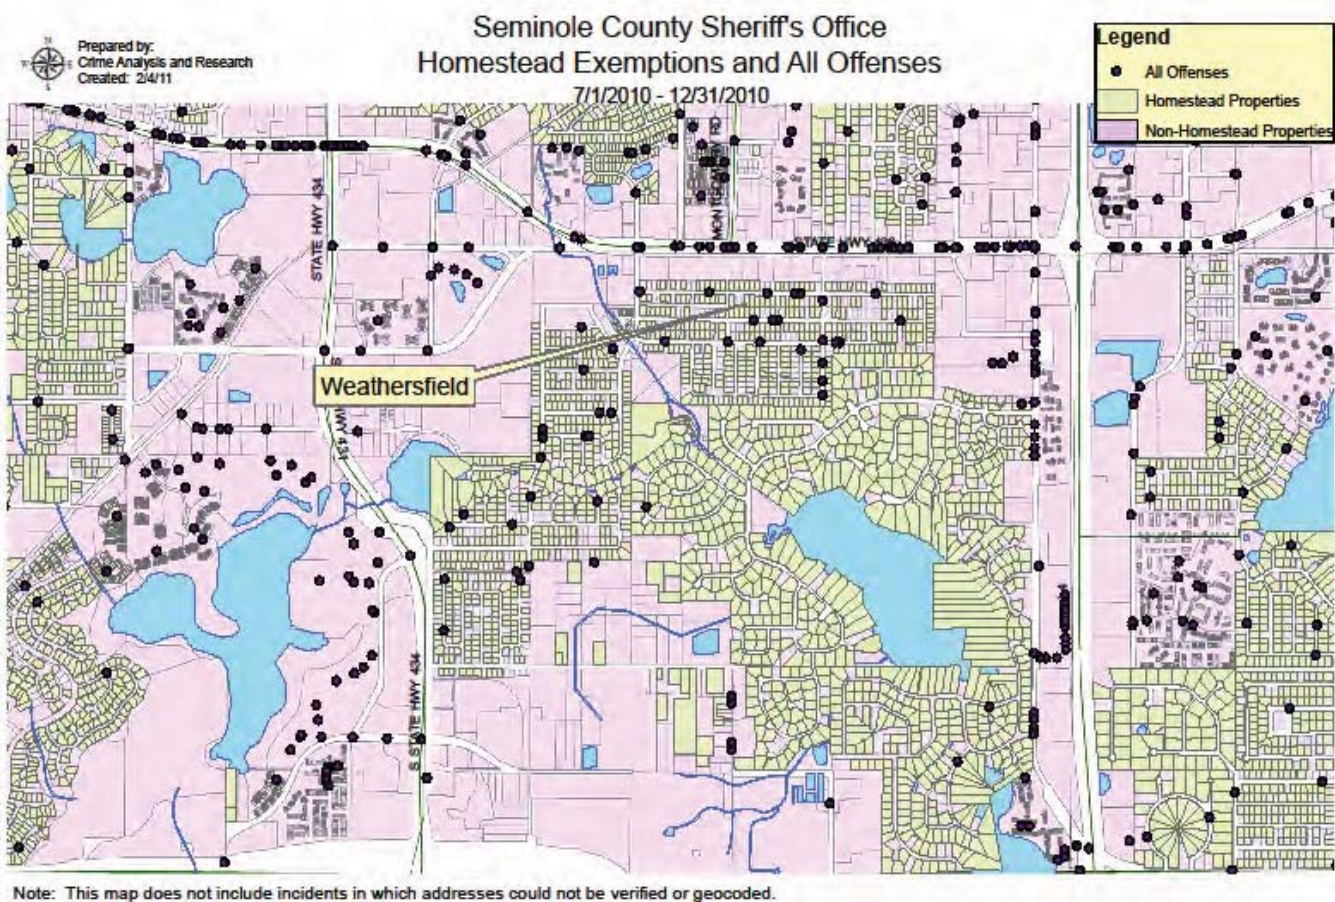 Seminole County Sheriff's Office
Homestead Exemptions and All Offenses
7/1/2010 - 12/31/2010
N
W
E
Prepared by:
Crime Analysis and Research
Created: 2/4/11
Legend
All Offenses
Homestead Properties
Non-Homestead Properties
STATE HWY 434
STATE HWY
Weathersfield
S STATE HWY 434
Note: This map does not include incidents in which addresses could not be verified or geocoded.